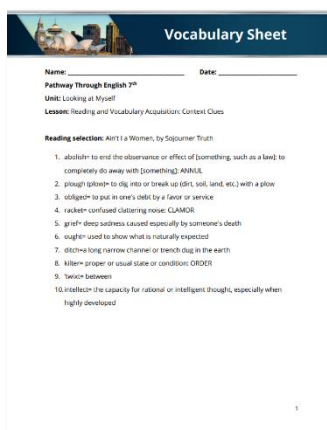 Vocabulary Sheet
Name: ______________________________ Date: ____________________
Pathway Through English 7th
Unit: Looking at Myself
Lesson: Reading and Vocabulary Acquisition: Context Clues
Reading selection: Ain't I a Women, by Sojourner Truth
1. abolish= to end the observance or effect of [something, such as a law]: to
completely do away with [something]: ANNUL
2. plough (plow)= to dig into or break up (dirt, soil, land, etc.) with a plow
3. obliged= to put in one's debt by a favor or service
4. racket= confused clattering noise: CLAMOR
5. grief= deep sadness caused especially by someone's death
6. ought= used to show what is naturally expected
7. ditch=a long narrow channel or trench dug in the earth
8. kilter= proper or usual state or condition: ORDER
9. 'twixt= between
10. intellect= the capacity for rational or intelligent thought, especially when
highly developed
1